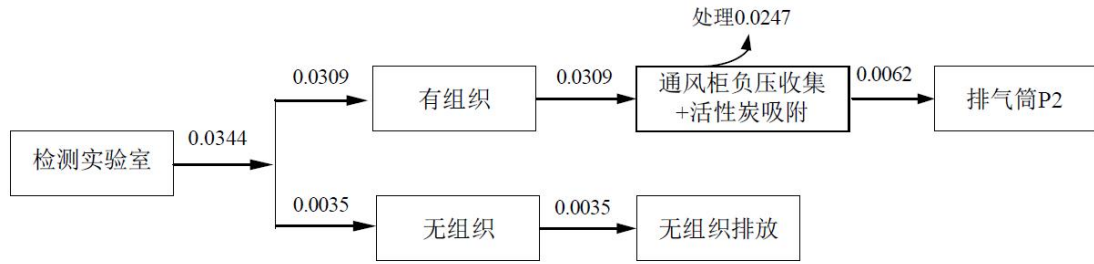 处理0.0247
0.0309
有组织
0.0309
通风柜负压收集
+活性炭吸附
0.0062
排气筒P2
检测实验室
0.0344
0.0035
无组织
0.0035
无组织排放